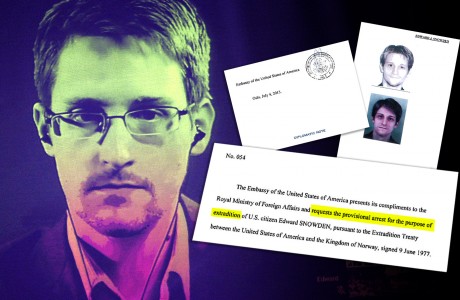 EDWARD J. SNOWDEN
Embassy of the United States of America
Oslo, July 4, 2013.
DIPLOMATIC NOTE
No. 054
The Embassy of the United States of America presents its compliments to the
Royal Ministry of Foreign Affairs and requests the provisional arrest for the purpose of
extradition of U.S. citizen Edward SNOWDEN, pursuant to the Extradition Treaty
between the United States of America and the Kingdom of Norway, signed 9 June 1977.